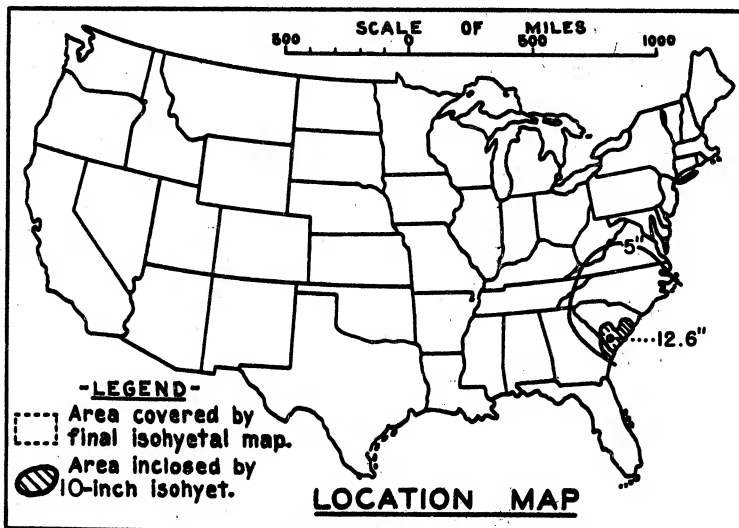 SCALE OF MILES
500 0 500 1000
5"
12.6"
-LEGEND-
Area covered by
final isohyetal map.
Area inclosed by
10-inch isohyet.
LOCATION MAP